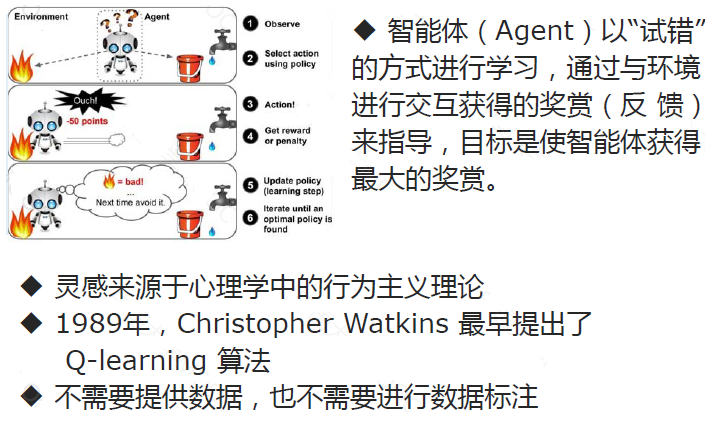 Environment
Agent
? ? ? ?
1 Observe
2 Select action
using policy
Ouch!
-50 points
3 Action!
4 Get reward
or penalty
= bad!
...
Next time avoid it.
5 Update policy
(learning step)
6 Iterate until an
optimal policy is
found
◆ 智能体（Agent）以“试错”
的方式进行学习，通过与环境
进行交互获得的奖赏（反 馈）
来指导，目标是使智能体获得
最大的奖赏。
◆ 灵感来源于心理学中的行为主义理论
◆ 1989年，Christopher Watkins 最早提出了
Q-learning 算法
◆ 不需要提供数据，也不需要进行数据标注